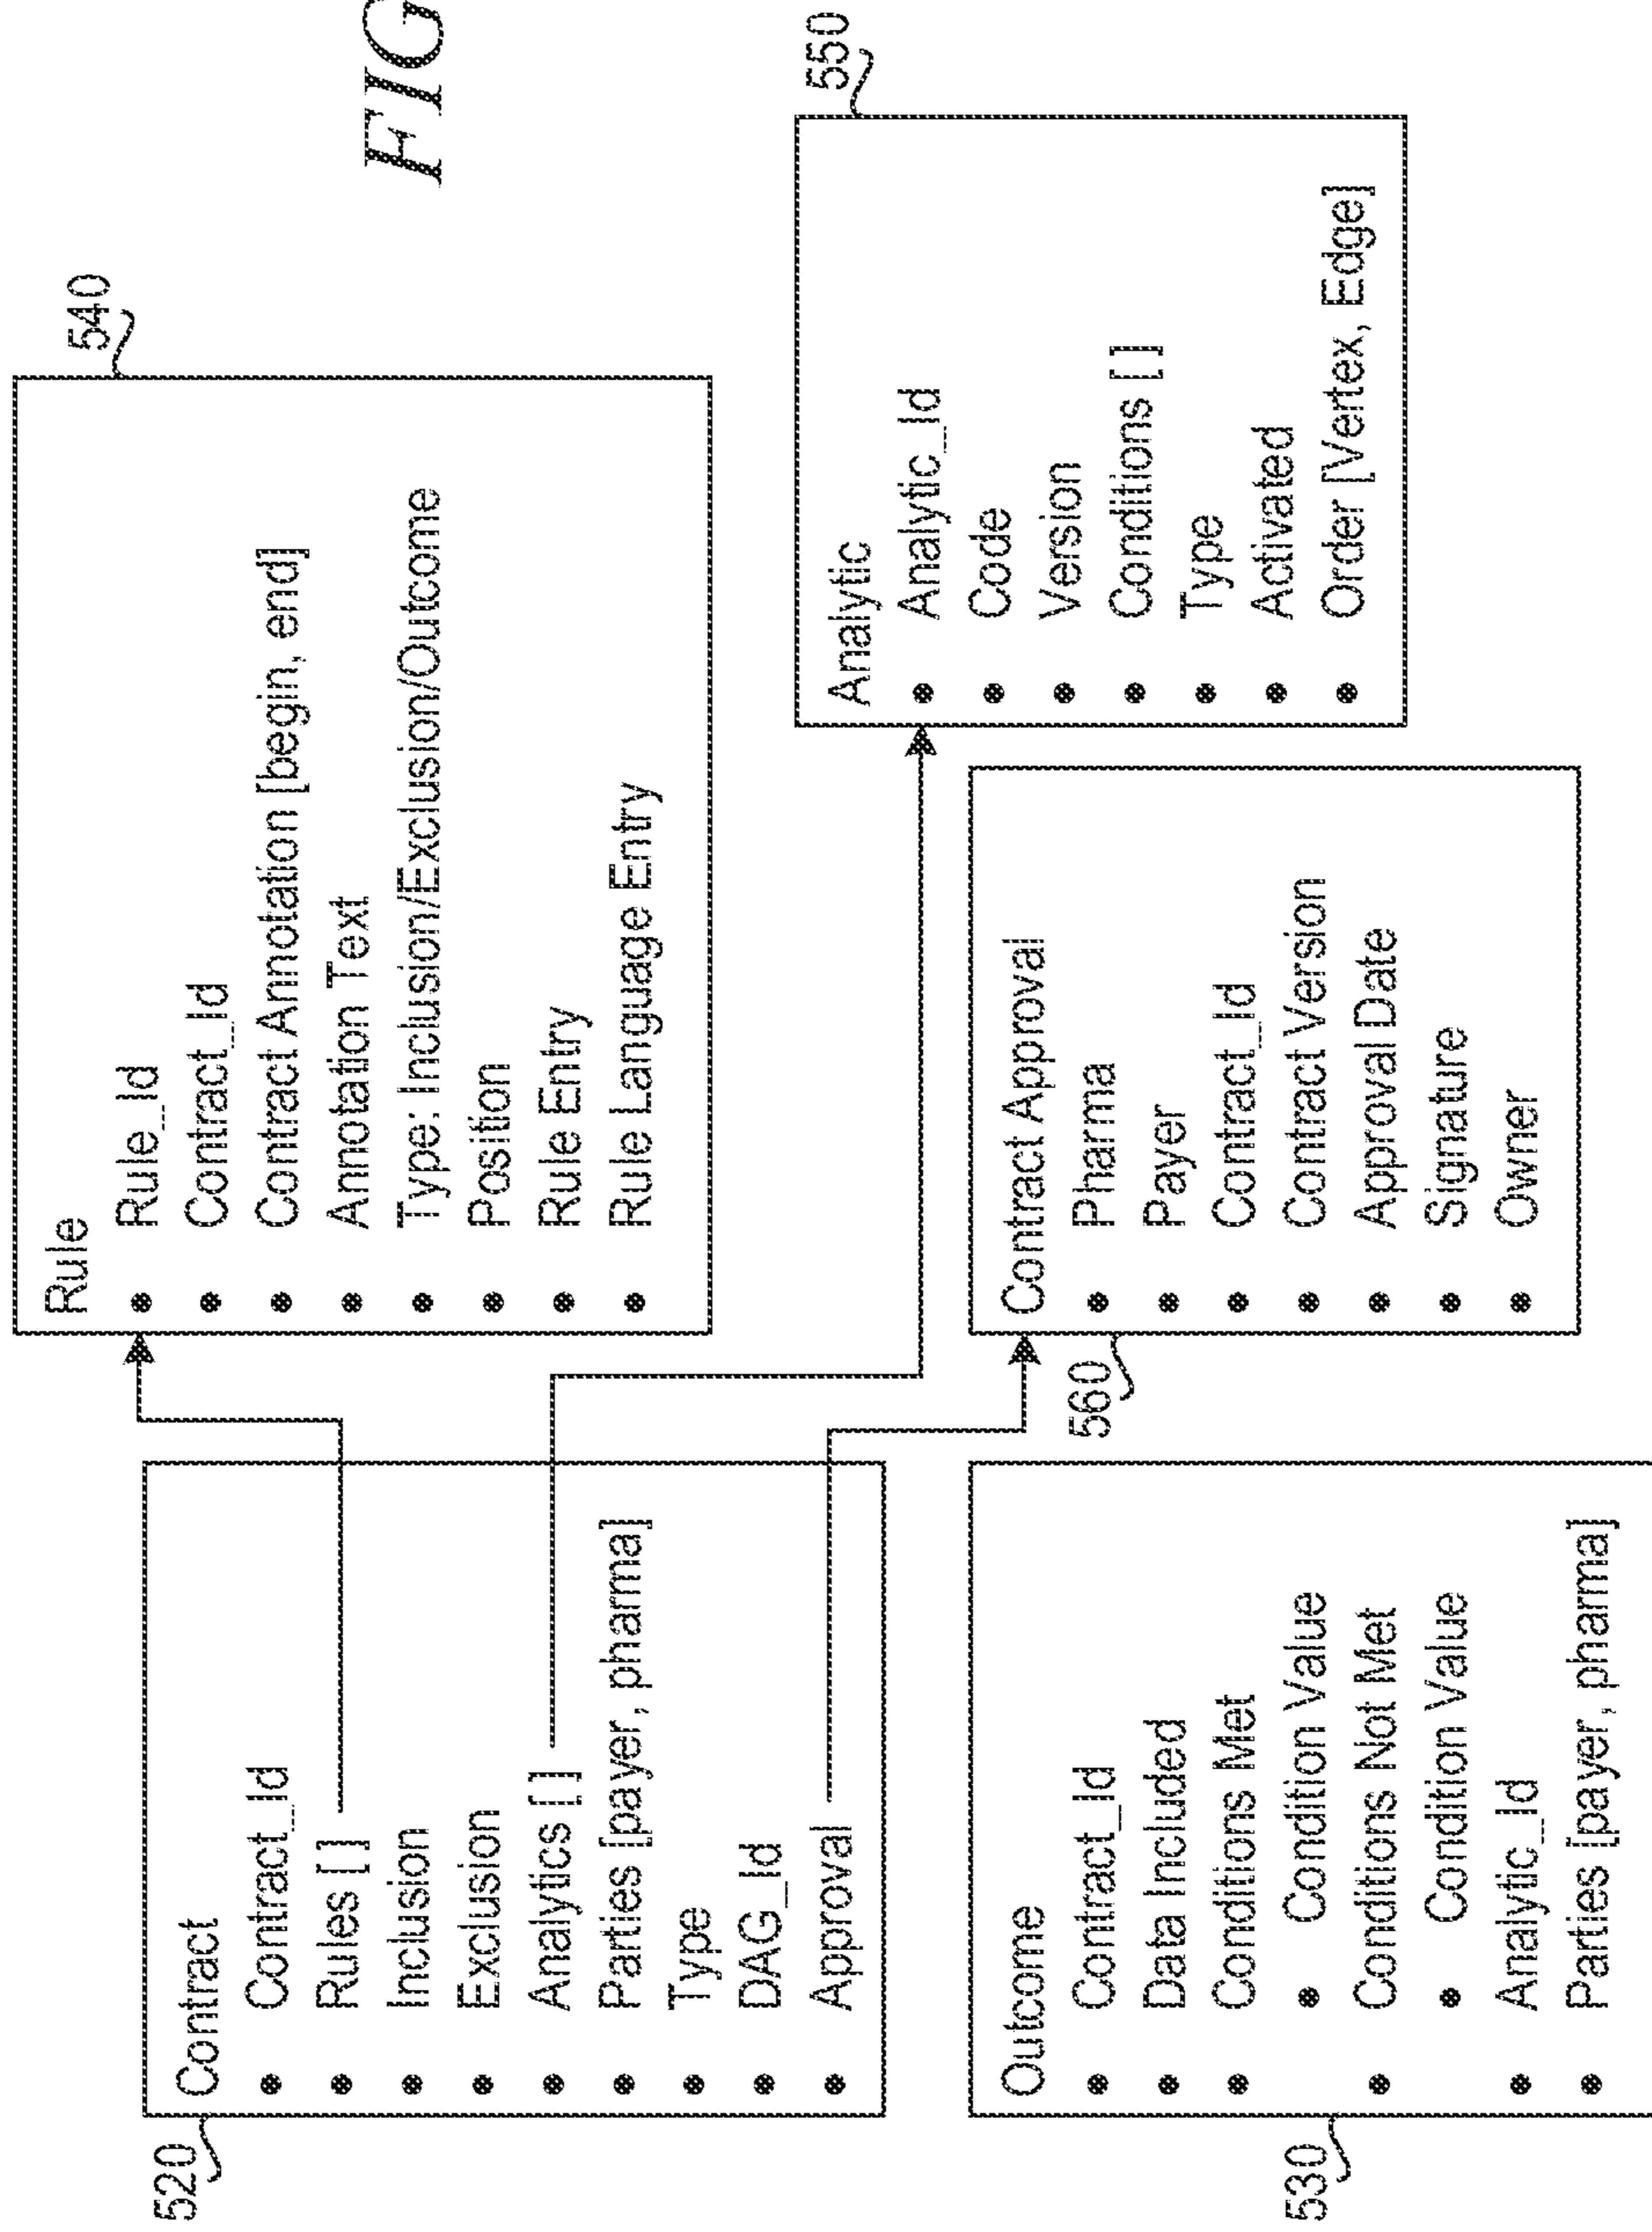 520
Contract
• Contract_Id
• Rules [ ]
• Inclusion
• Exclusion
• Analytics [ ]
• Parties [payer, pharma]
• Type
• DAG_Id
• Approval
530
Outcome
• Contract_Id
• Data Included
• Conditions Met
• Condition Value
• Conditions Not Met
• Condition Value
• Analytic_Id
• Parties [payer, pharma]
540
Rule
• Rule_Id
• Contract_Id
• Contract Annotation [begin, end]
• Annotation Text
• Type: Inclusion/Exclusion/Outcome
• Position
• Rule Entry
• Rule Language Entry
560
Contract Approval
• Pharma
• Payer
• Contract_Id
• Contract Version
• Approval Date
• Signature
• Owner
550
Analytic
• Analytic_Id
• Code
• Version
• Conditions [ ]
• Type
• Activated
• Order [Vertex, Edge]
FIG